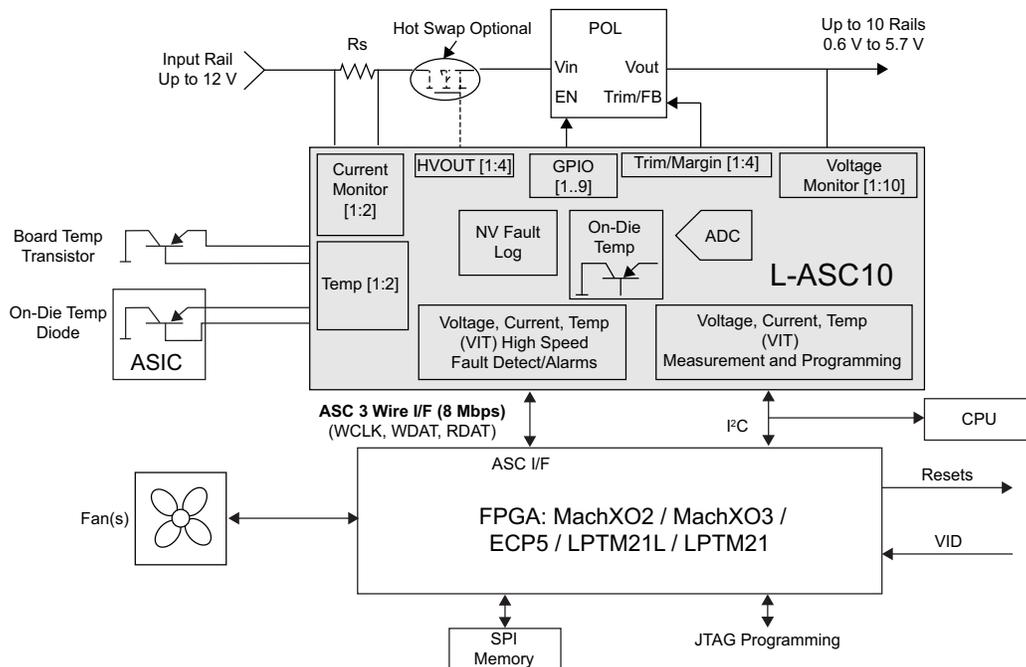 Hot Swap Optional
POL
Up to 10 Rails
0.6 V to 5.7 V
Input Rail
Up to 12 V
Rs
Vin
Vout
EN
Trim/FB
Current
Monitor
[1:2]
HVOUT [1:4]
GPIO
[1..9]
Trim/Margin [1:4]
Voltage
Monitor [1:10]
Board Temp
Transistor
Temp [1:2]
NV Fault
Log
On-Die
Temp
ADC
L-ASC10
On-Die Temp
Diode
ASIC
Voltage, Current, Temp
(VIT) High Speed
Fault Detect/Alarms
Voltage, Current, Temp
(VIT)
Measurement and Programming
ASC 3 Wire I/F (8 Mbps)
(WCLK, WDAT, RDAT)
I²C
CPU
ASC I/F
Resets
Fan(s)
FPGA: MachXO2 / MachXO3 /
ECP5 / LPTM21L / LPTM21
VID
SPI
Memory
JTAG Programming